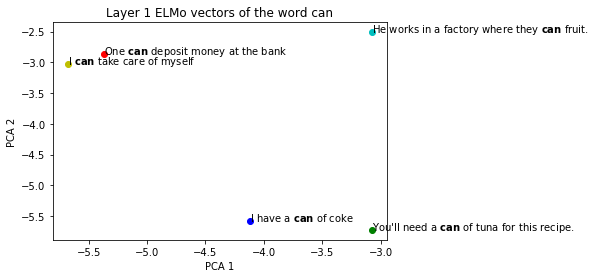 Layer 1 ELMo vectors of the word can
−2.5
He works in a factory where they can fruit.
One can deposit money at the bank
−3.0
I can take care of myself
−3.5
−4.0
PCA 2
−4.5
−5.0
−5.5
I have a can of coke
You'll need a can of tuna for this recipe.
−5.5 −5.0 −4.5 −4.0 −3.5 −3.0
PCA 1